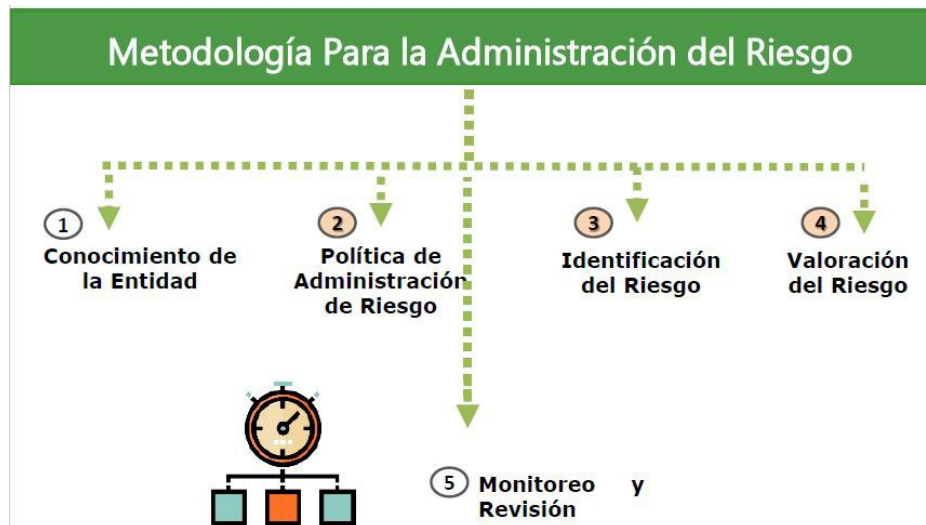 Metodología Para la Administración del Riesgo
1
Conocimiento de
la Entidad
2
Política de
Administración
de Riesgo
3
Identificación
del Riesgo
4
Valoración
del Riesgo
5
Monitoreo y
Revisión